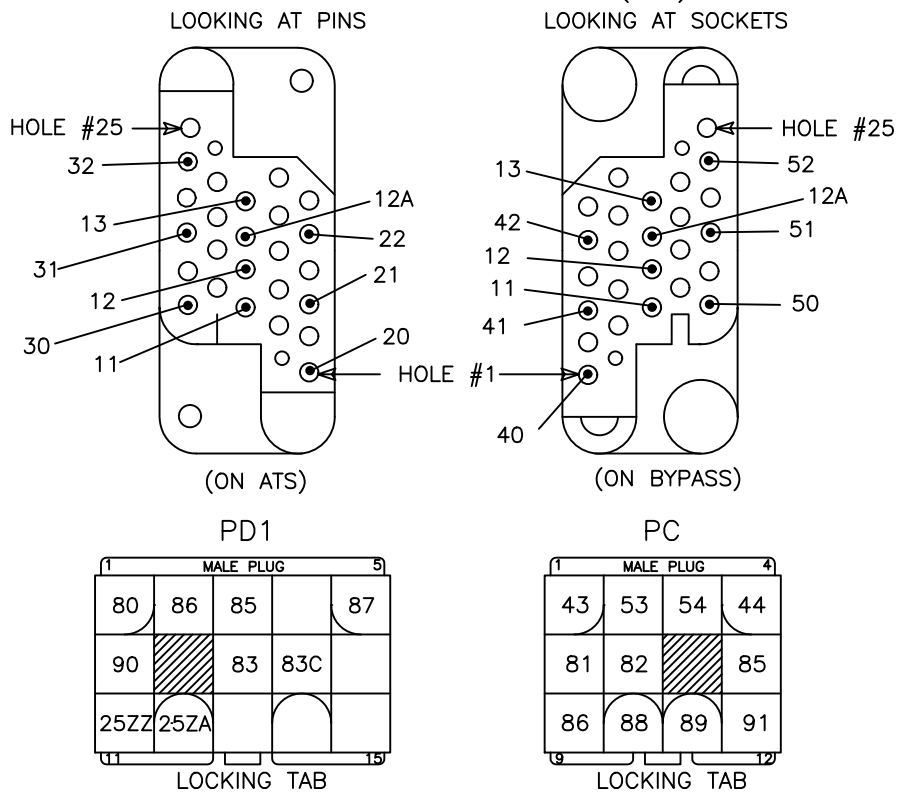 LOOKING AT PINS
LOOKING AT SOCKETS
HOLE #25
32
13
31
12
30
11
12A
22
21
20
HOLE #1
HOLE #25
13
52
12A
42
51
12
11
50
41
40
(ON ATS)
(ON BYPASS)
PD1
1 MALE PLUG 5
80 86 85 87
90 83 83C
25ZZ 25ZA
11 15
LOCKING TAB
PC
1 MALE PLUG 4
43 53 54 44
81 82 85
86 88 89 91
9 12
LOCKING TAB